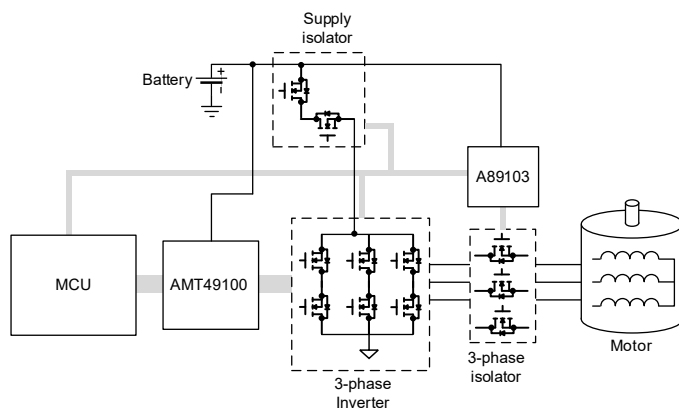 Supply
isolator
Battery
+
A89103
MCU
AMT49100
3-phase
Inverter
3-phase
isolator
Motor